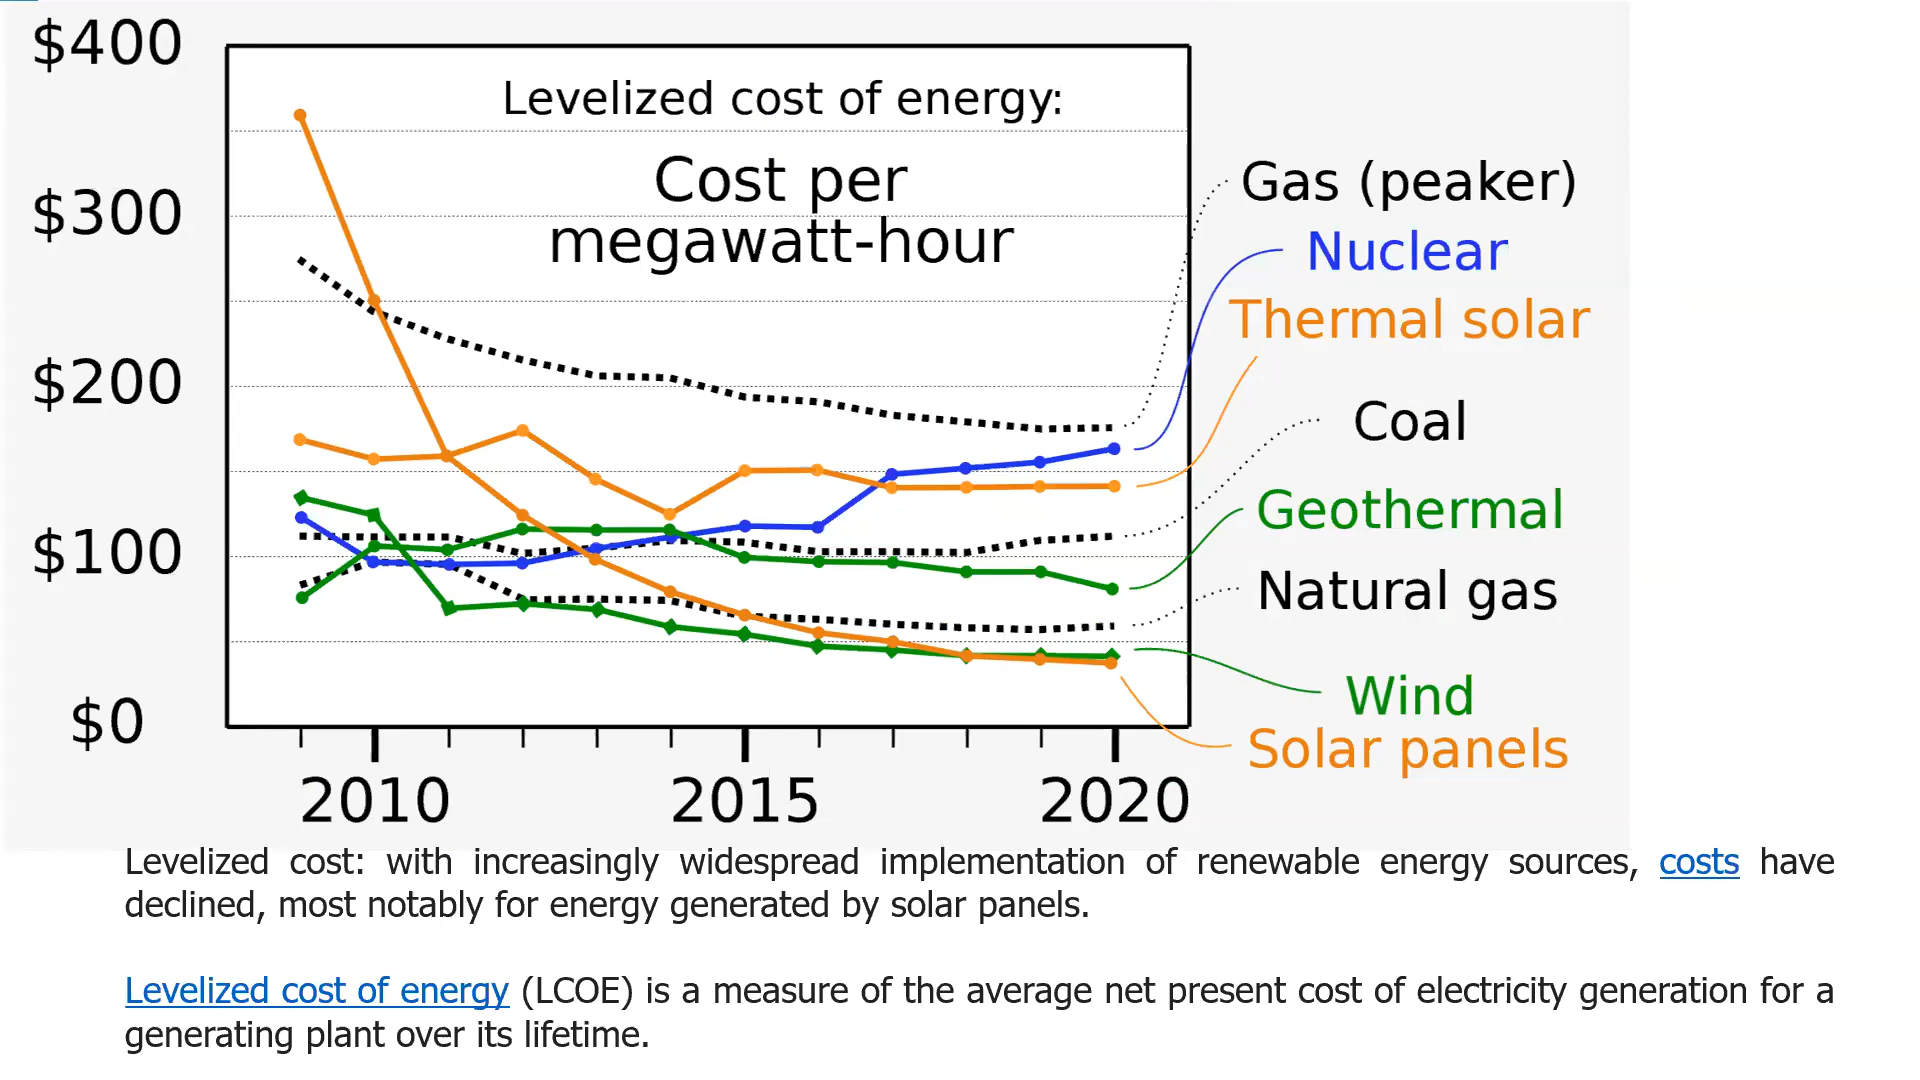 $400
$300
$200
$100
$0
Levelized cost of energy:
Cost per
megawatt-hour
Gas (peaker)
Nuclear
Thermal solar
Coal
Geothermal
Natural gas
Wind
Solar panels
2010 2015 2020
Levelized cost: with increasingly widespread implementation of renewable energy sources, costs have
declined, most notably for energy generated by solar panels.
Levelized cost of energy (LCOE) is a measure of the average net present cost of electricity generation for a
generating plant over its lifetime.